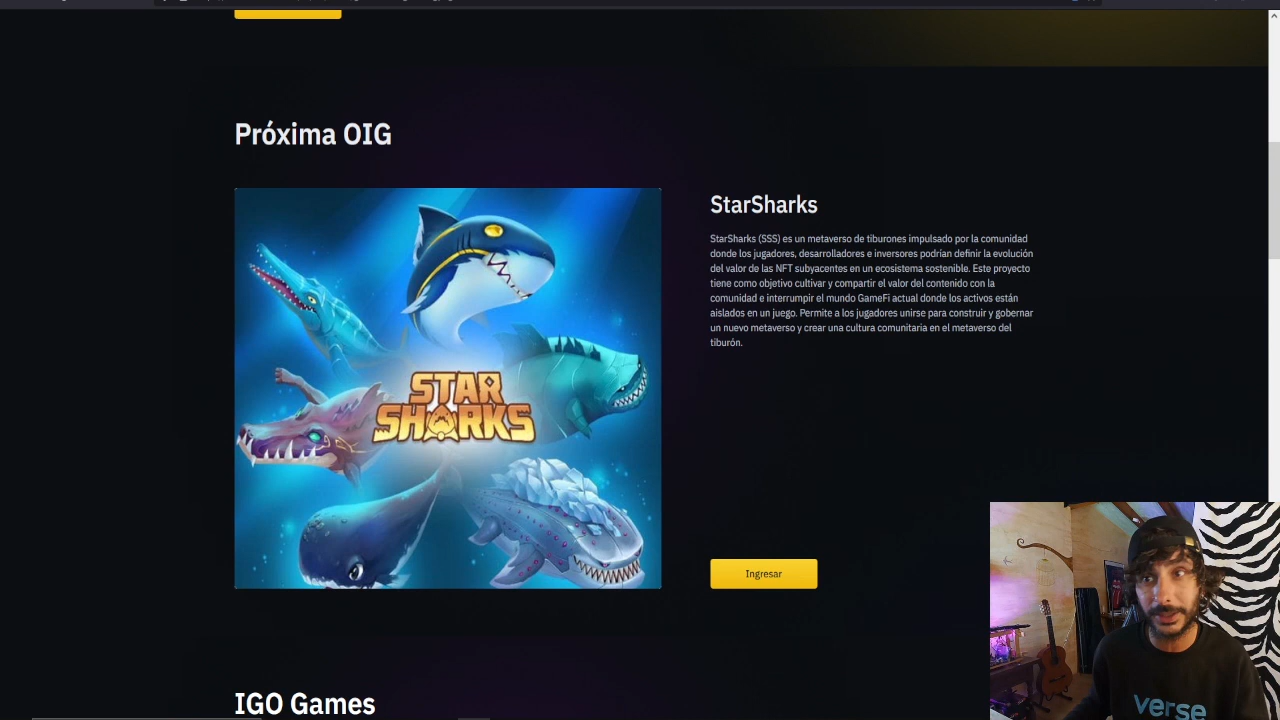 Próxima OIG
StarSharks
StarSharks (SSS) es un metaverso de tiburones impulsado por la comunidad
donde los jugadores, desarrolladores e inversores podrían definir la evolución
del valor de las NFT subyacentes en un ecosistema sostenible. Este proyecto
tiene como objetivo cultivar y compartir el valor del contenido con la
comunidad e interrumpir el mundo GameFi actual donde los activos están
aislados en un juego. Permite a los jugadores unirse para construir y gobernar
un nuevo metaverso y crear una cultura comunitaria en el metaverso del
tiburón.
STAR
SHARKS
Ingresar
IGO Games
verse